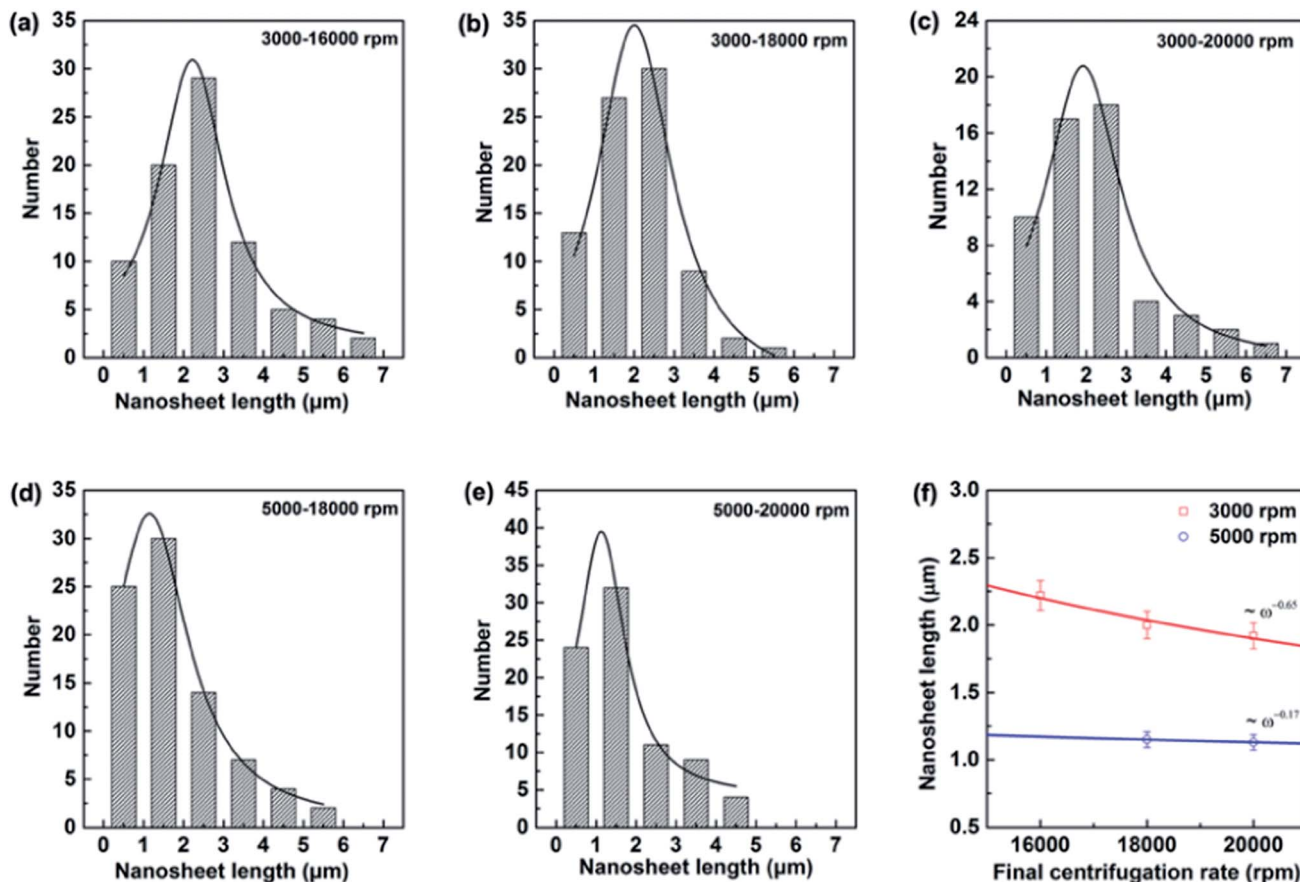 (a)
3000-16000 rpm
35
30
25
20
15
10
5
0
Number
0 1 2 3 4 5 6 7
Nanosheet length (µm)
(b)
3000-18000 rpm
35
30
25
20
15
10
5
0
Number
0 1 2 3 4 5 6 7
Nanosheet length (µm)
(c)
3000-20000 rpm
24
20
16
12
8
4
0
Number
0 1 2 3 4 5 6 7
Nanosheet length (µm)
(d)
5000-18000 rpm
35
30
25
20
15
10
5
0
Number
0 1 2 3 4 5 6 7
Nanosheet length (µm)
(e)
5000-20000 rpm
45
40
35
30
25
20
15
10
5
0
Number
0 1 2 3 4 5 6 7
Nanosheet length (µm)
(f)
3000 rpm
5000 rpm
~ ω⁻⁰·⁶⁵
~ ω⁻⁰·¹⁷
3.0
2.5
2.0
1.5
1.0
0.5
Nanosheet length (µm)
16000 18000 20000
Final centrifugation rate (rpm)